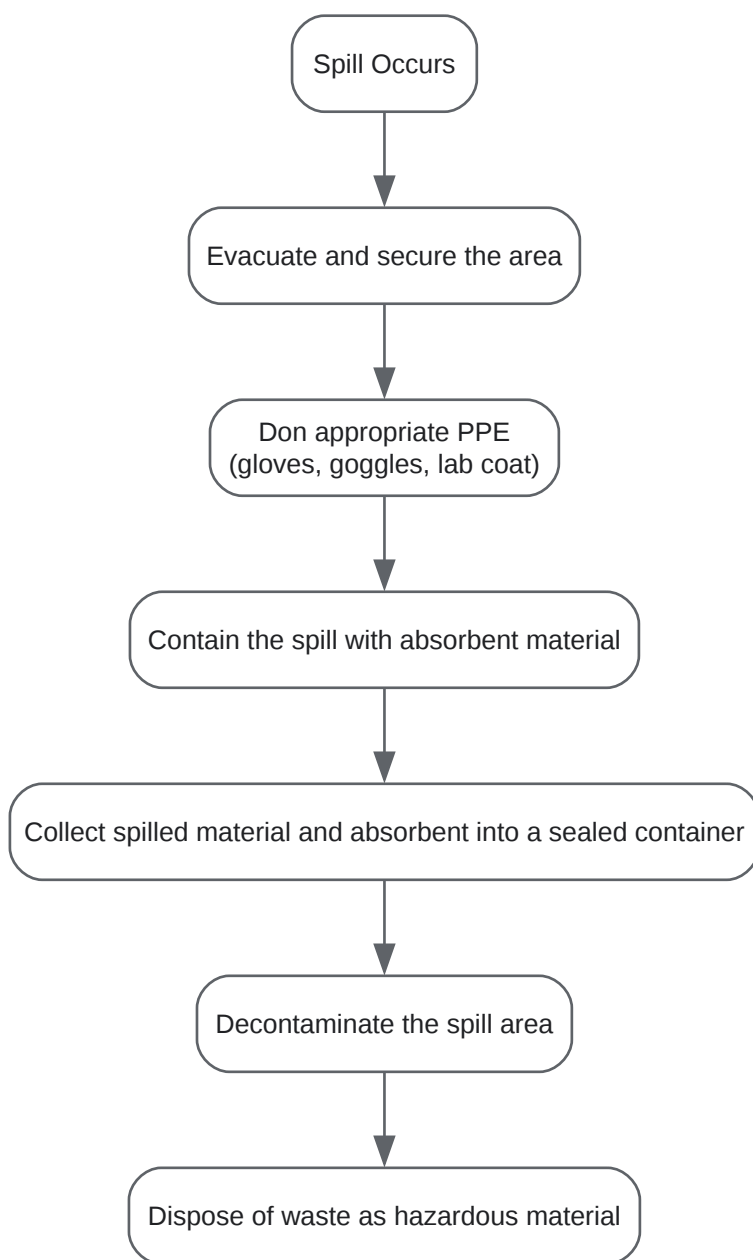 Spill Occurs
Evacuate and secure the area
Don appropriate PPE
(gloves, goggles, lab coat)
Contain the spill with absorbent material
Collect spilled material and absorbent into a sealed container
Decontaminate the spill area
Dispose of waste as hazardous material